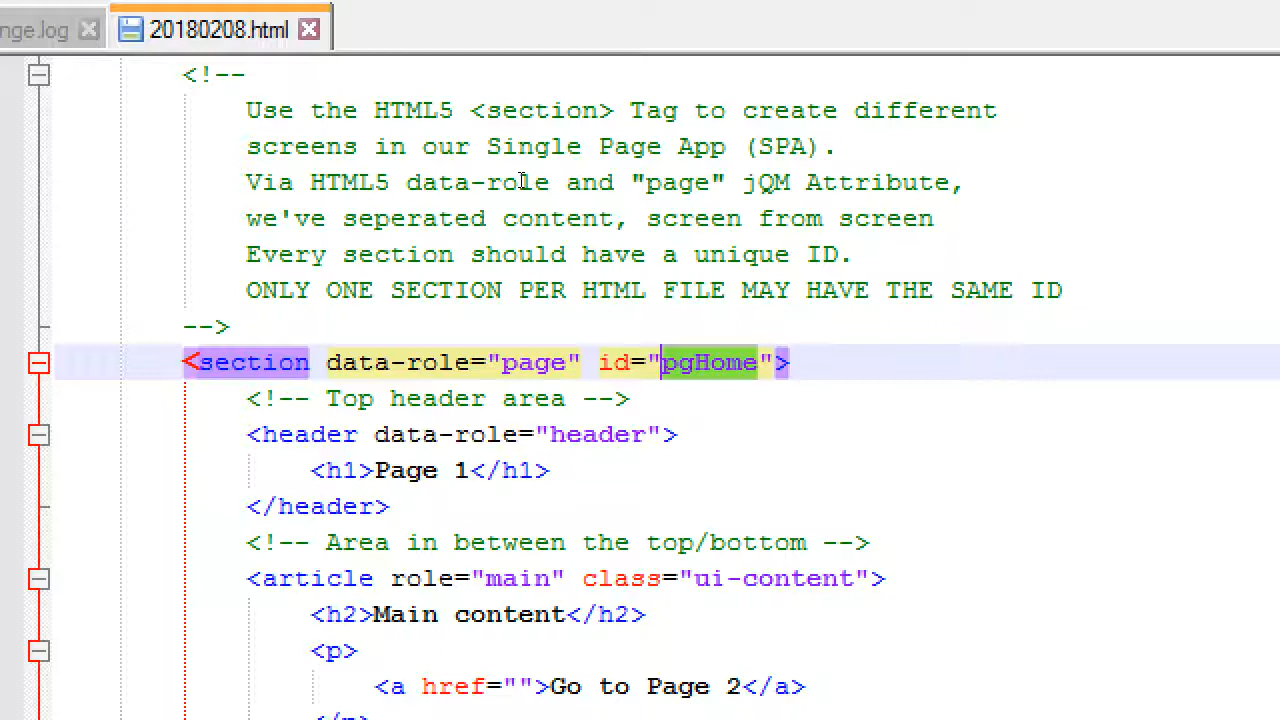 nge.log
20180208.html
<!--
Use the HTML5 <section> Tag to create different
screens in our Single Page App (SPA).
Via HTML5 data-role and "page" jQM Attribute,
we've seperated content, screen from screen
Every section should have a unique ID.
ONLY ONE SECTION PER HTML FILE MAY HAVE THE SAME ID
-->
<section data-role="page" id="pgHome">
<!-- Top header area -->
<header data-role="header">
<h1>Page 1</h1>
</header>
<!-- Area in between the top/bottom -->
<article role="main" class="ui-content">
<h2>Main content</h2>
<p>
<a href="">Go to Page 2</a>